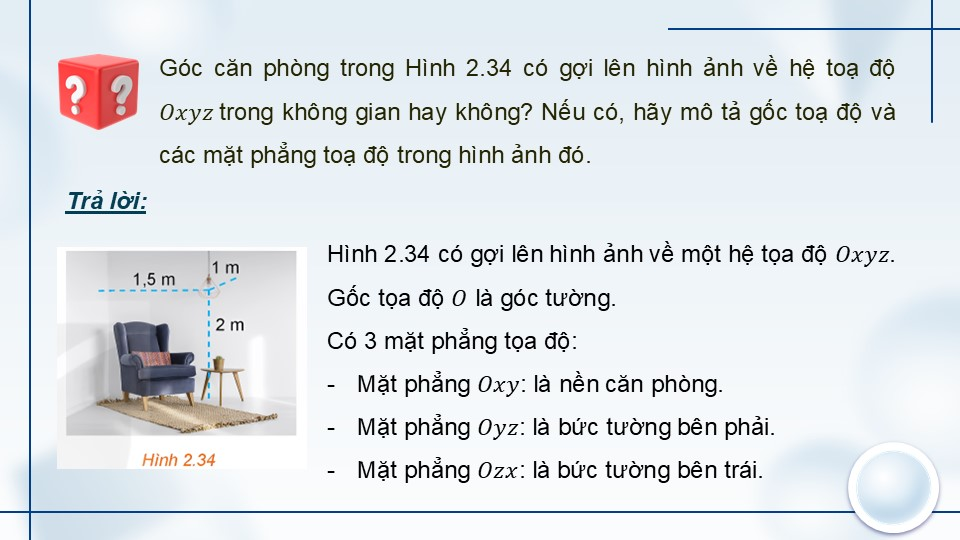 Góc căn phòng trong Hình 2.34 có gợi lên hình ảnh về hệ toạ độ
Oxyz trong không gian hay không? Nếu có, hãy mô tả gốc toạ độ và
các mặt phẳng toạ độ trong hình ảnh đó.
Trả lời:
Hình 2.34 có gợi lên hình ảnh về một hệ tọa độ Oxyz.
Gốc tọa độ O là góc tường.
Có 3 mặt phẳng tọa độ:
- Mặt phẳng Oxy: là nền căn phòng.
- Mặt phẳng Oyz: là bức tường bên phải.
- Mặt phẳng Ozx: là bức tường bên trái.
1 m
1,5 m
2 m
Hình 2.34
? ?